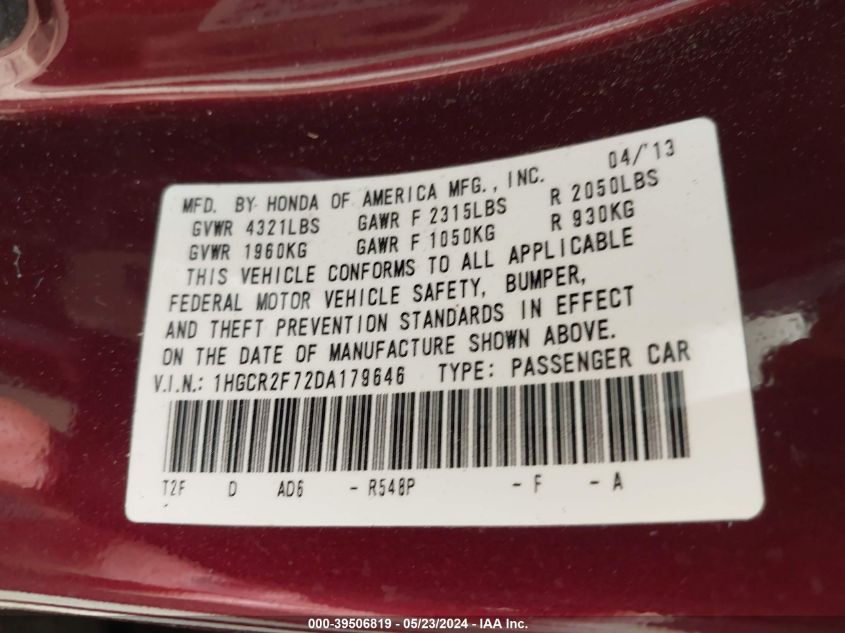 MFD. BY HONDA OF AMERICA MFG., INC. 04/'13
GVWR 4321LBS GAWR F 2315LBS R 2050LBS
GVWR 1960KG GAWR F 1050KG R 930KG
THIS VEHICLE CONFORMS TO ALL APPLICABLE
FEDERAL MOTOR VEHICLE SAFETY, BUMPER,
AND THEFT PREVENTION STANDARDS IN EFFECT
ON THE DATE OF MANUFACTURE SHOWN ABOVE.
V.I.N.: 1HGCR2F72DA179646 TYPE: PASSENGER CAR
T2F D AD6 - R548P - F - A
000-39506819 - 05/23/2024 - IAA Inc.